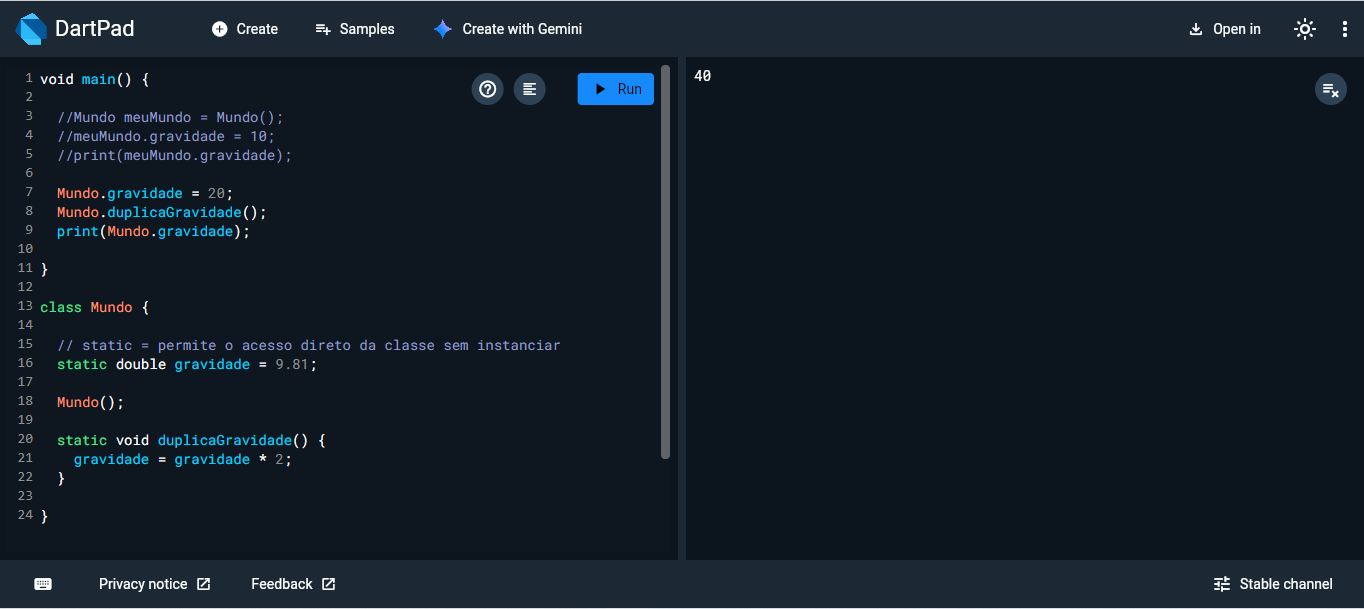 DartPad Create Samples Create with Gemini Open in
1 void main() {
2
3   //Mundo meuMundo = Mundo();
4   //meuMundo.gravidade = 10;
5   //print(meuMundo.gravidade);
6
7   Mundo.gravidade = 20;
8   Mundo.duplicaGravidade();
9   print(Mundo.gravidade);
10
11 }
12
13 class Mundo {
14
15   // static = permite o acesso direto da classe sem instanciar
16   static double gravidade = 9.81;
17
18   Mundo();
19
20   static void duplicaGravidade() {
21     gravidade = gravidade * 2;
22   }
23
24 }
Run
40
Privacy notice Feedback Stable channel